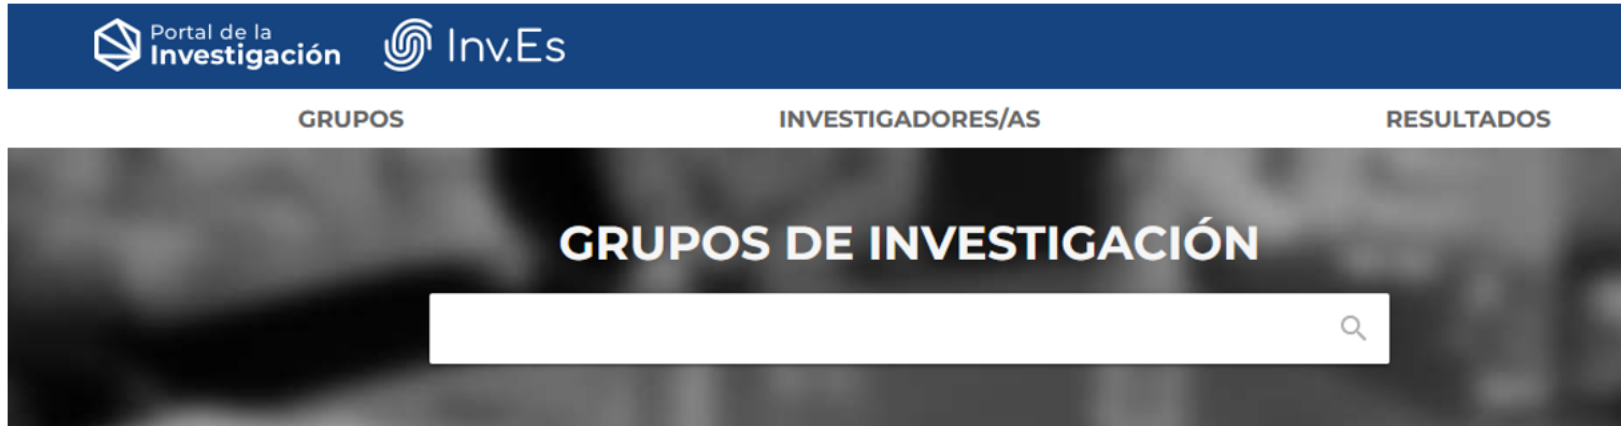 Portal de la
Investigación
Inv.Es
GRUPOS
INVESTIGADORES/AS
RESULTADOS
GRUPOS DE INVESTIGACIÓN